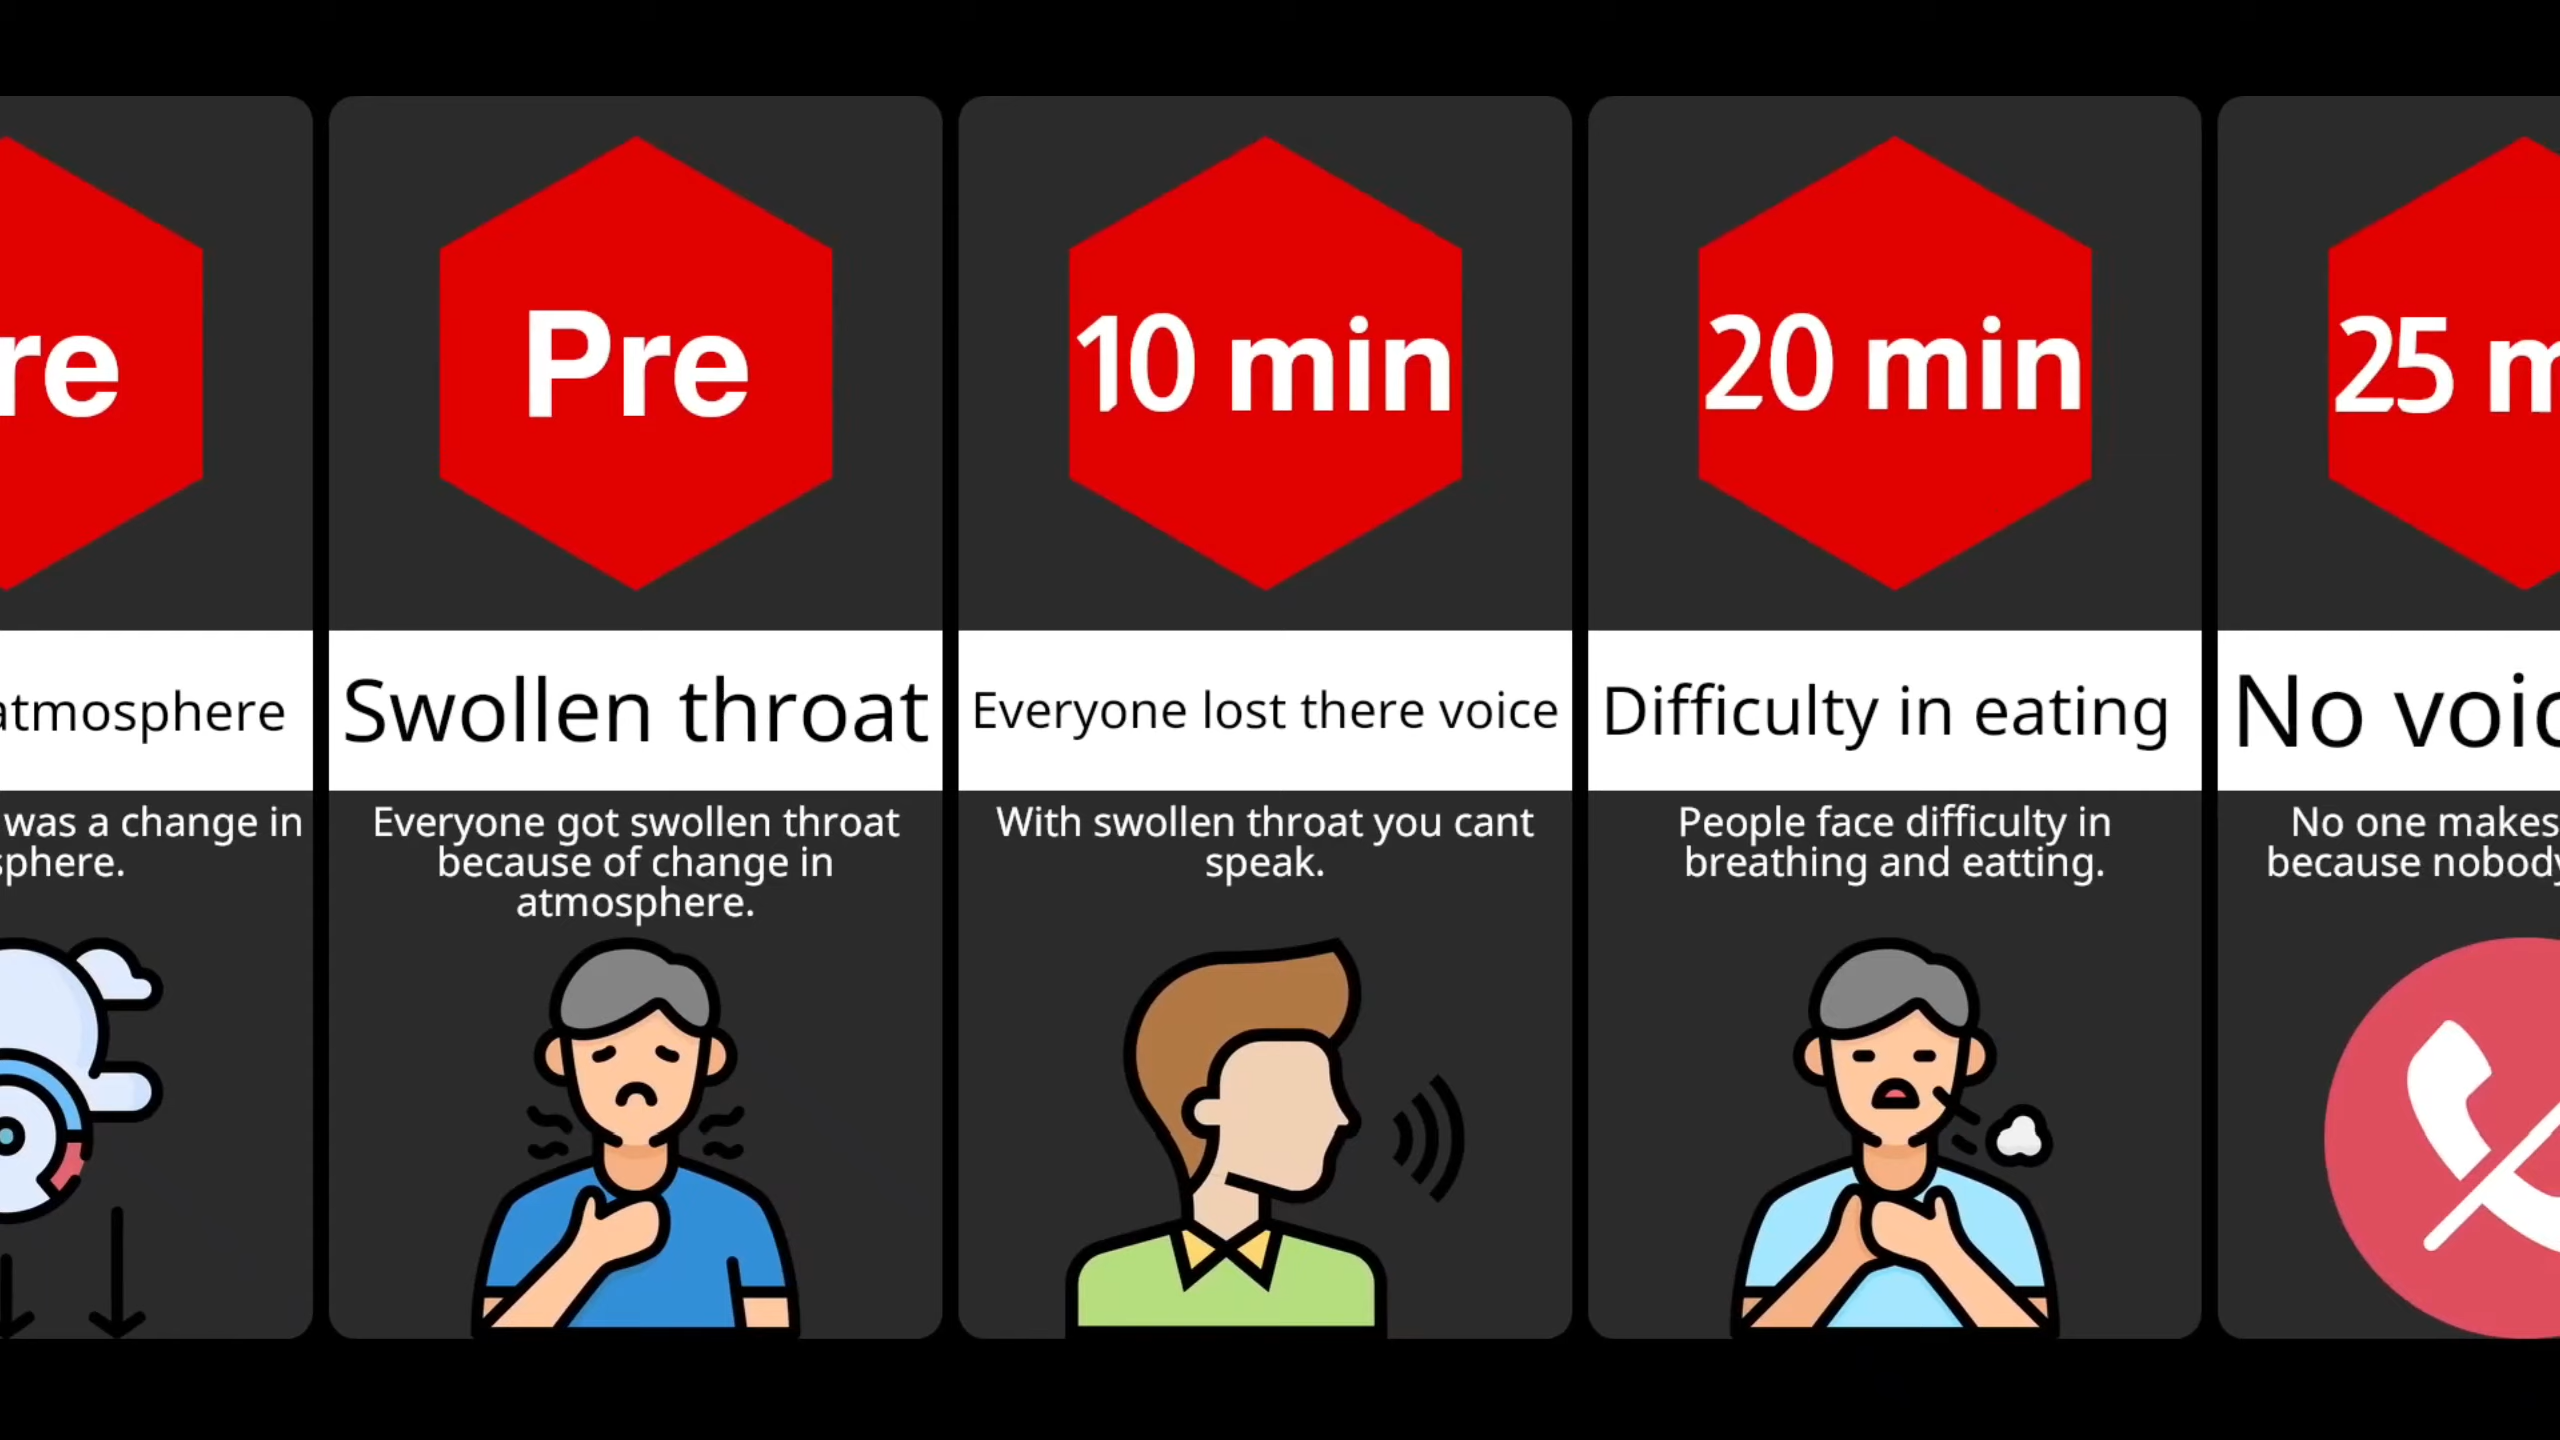 re
atmosphere
was a change in
sphere.
Pre
Swollen throat
Everyone got swollen throat
because of change in
atmosphere.
10 min
Everyone lost there voice
With swollen throat you cant
speak.
20 min
Difficulty in eating
People face difficulty in
breathing and eatting.
25 m
No voic
No one makes
because nobody